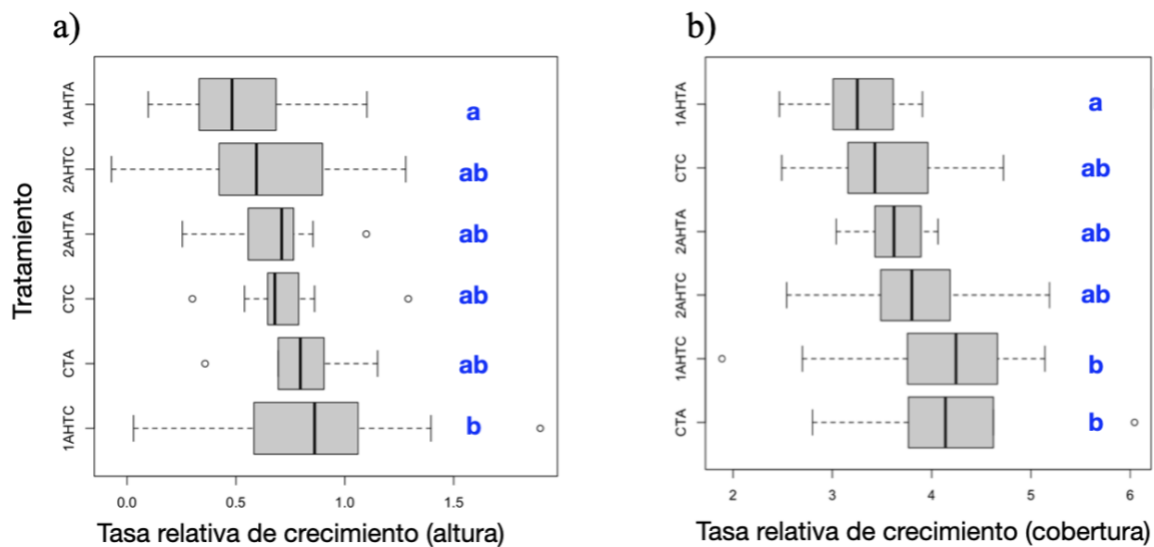 a)
Tratamiento
1AHTA
2AHTC
2AHTA
CTC
CTA
1AHTC
a
ab
ab
ab
ab
b
0.0 0.5 1.0 1.5
Tasa relativa de crecimiento (altura)
b)
1AHTA
CTC
2AHTA
2AHTC
1AHTC
CTA
a
ab
ab
ab
b
b
2 3 4 5 6
Tasa relativa de crecimiento (cobertura)